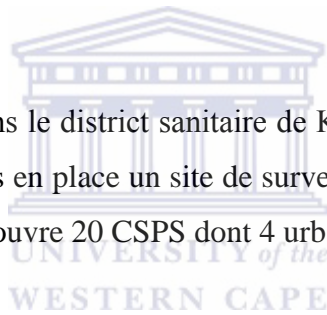 ns le district sanitaire de K
s en place un site de surve
ouvre 20 CSPS dont 4 urb
UNIVERSITY of the
WESTERN CAPE